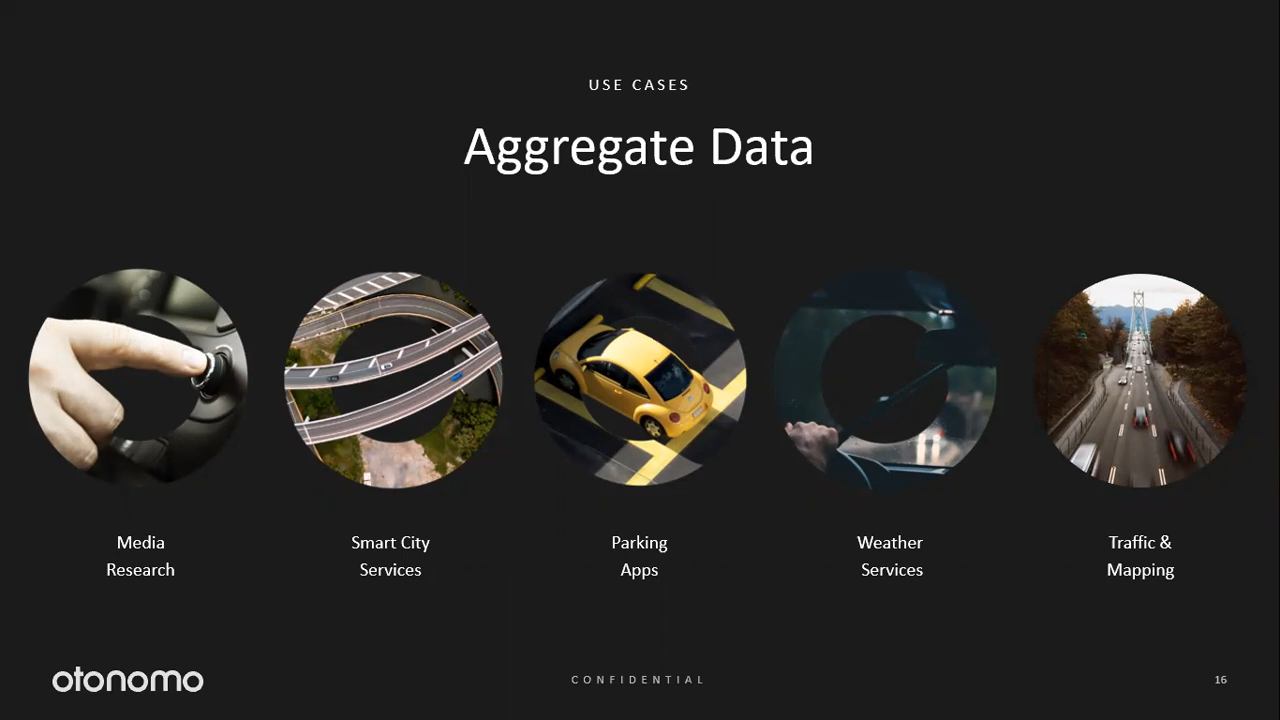 USE CASES
Aggregate Data
Media
Research
Smart City
Services
Parking
Apps
Weather
Services
Traffic &
Mapping
otonomo
CONFIDENTIAL
16